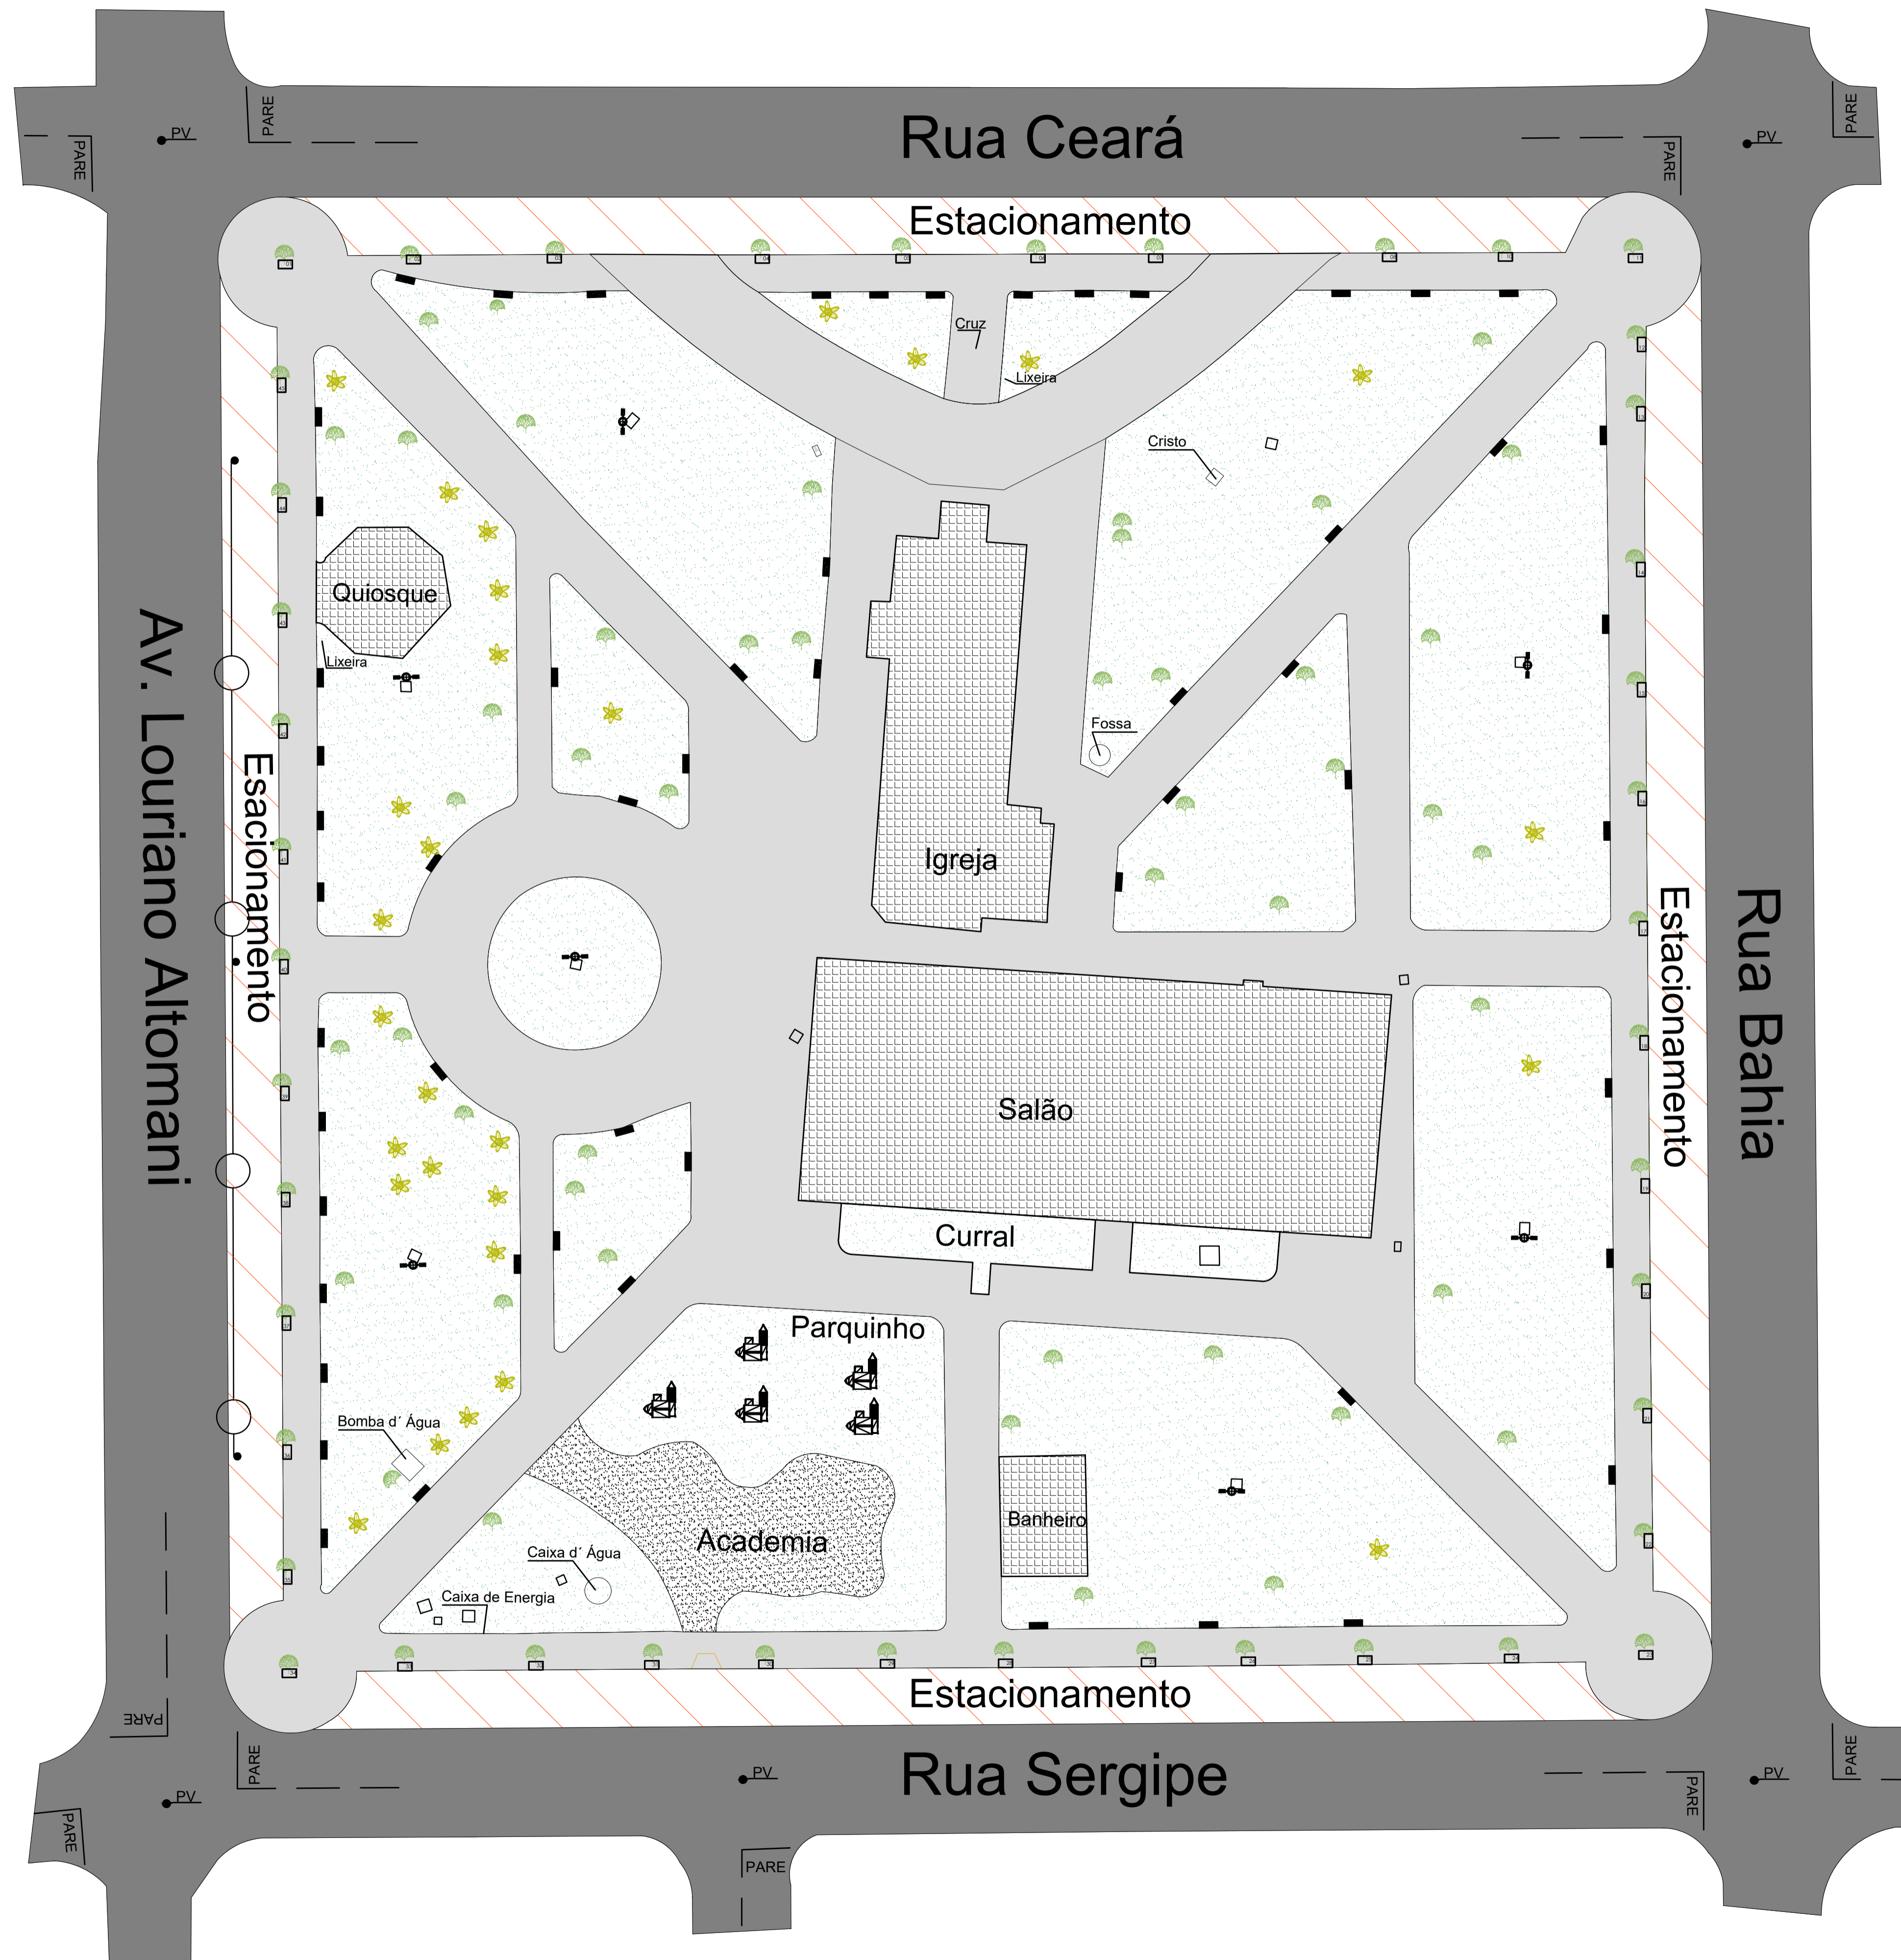 PARE
PARE
PV
Rua Ceará
PARE
PV
PARE
Estacionamento
Cruz
Lixeira
Cristo
Quiosque
Lixeira
Fossa
Av. Louriano Altomani
Esacionamento
Igreja
Estacionamento
Rua Bahia
Salão
Curral
Parquinho
Bomba d´ Água
Banheiro
Academia
Caixa d´ Água
Caixa de Energia
Estacionamento
PARE
PARE
PV
PARE
PV
Rua Sergipe
PARE
PV
PARE
PARE